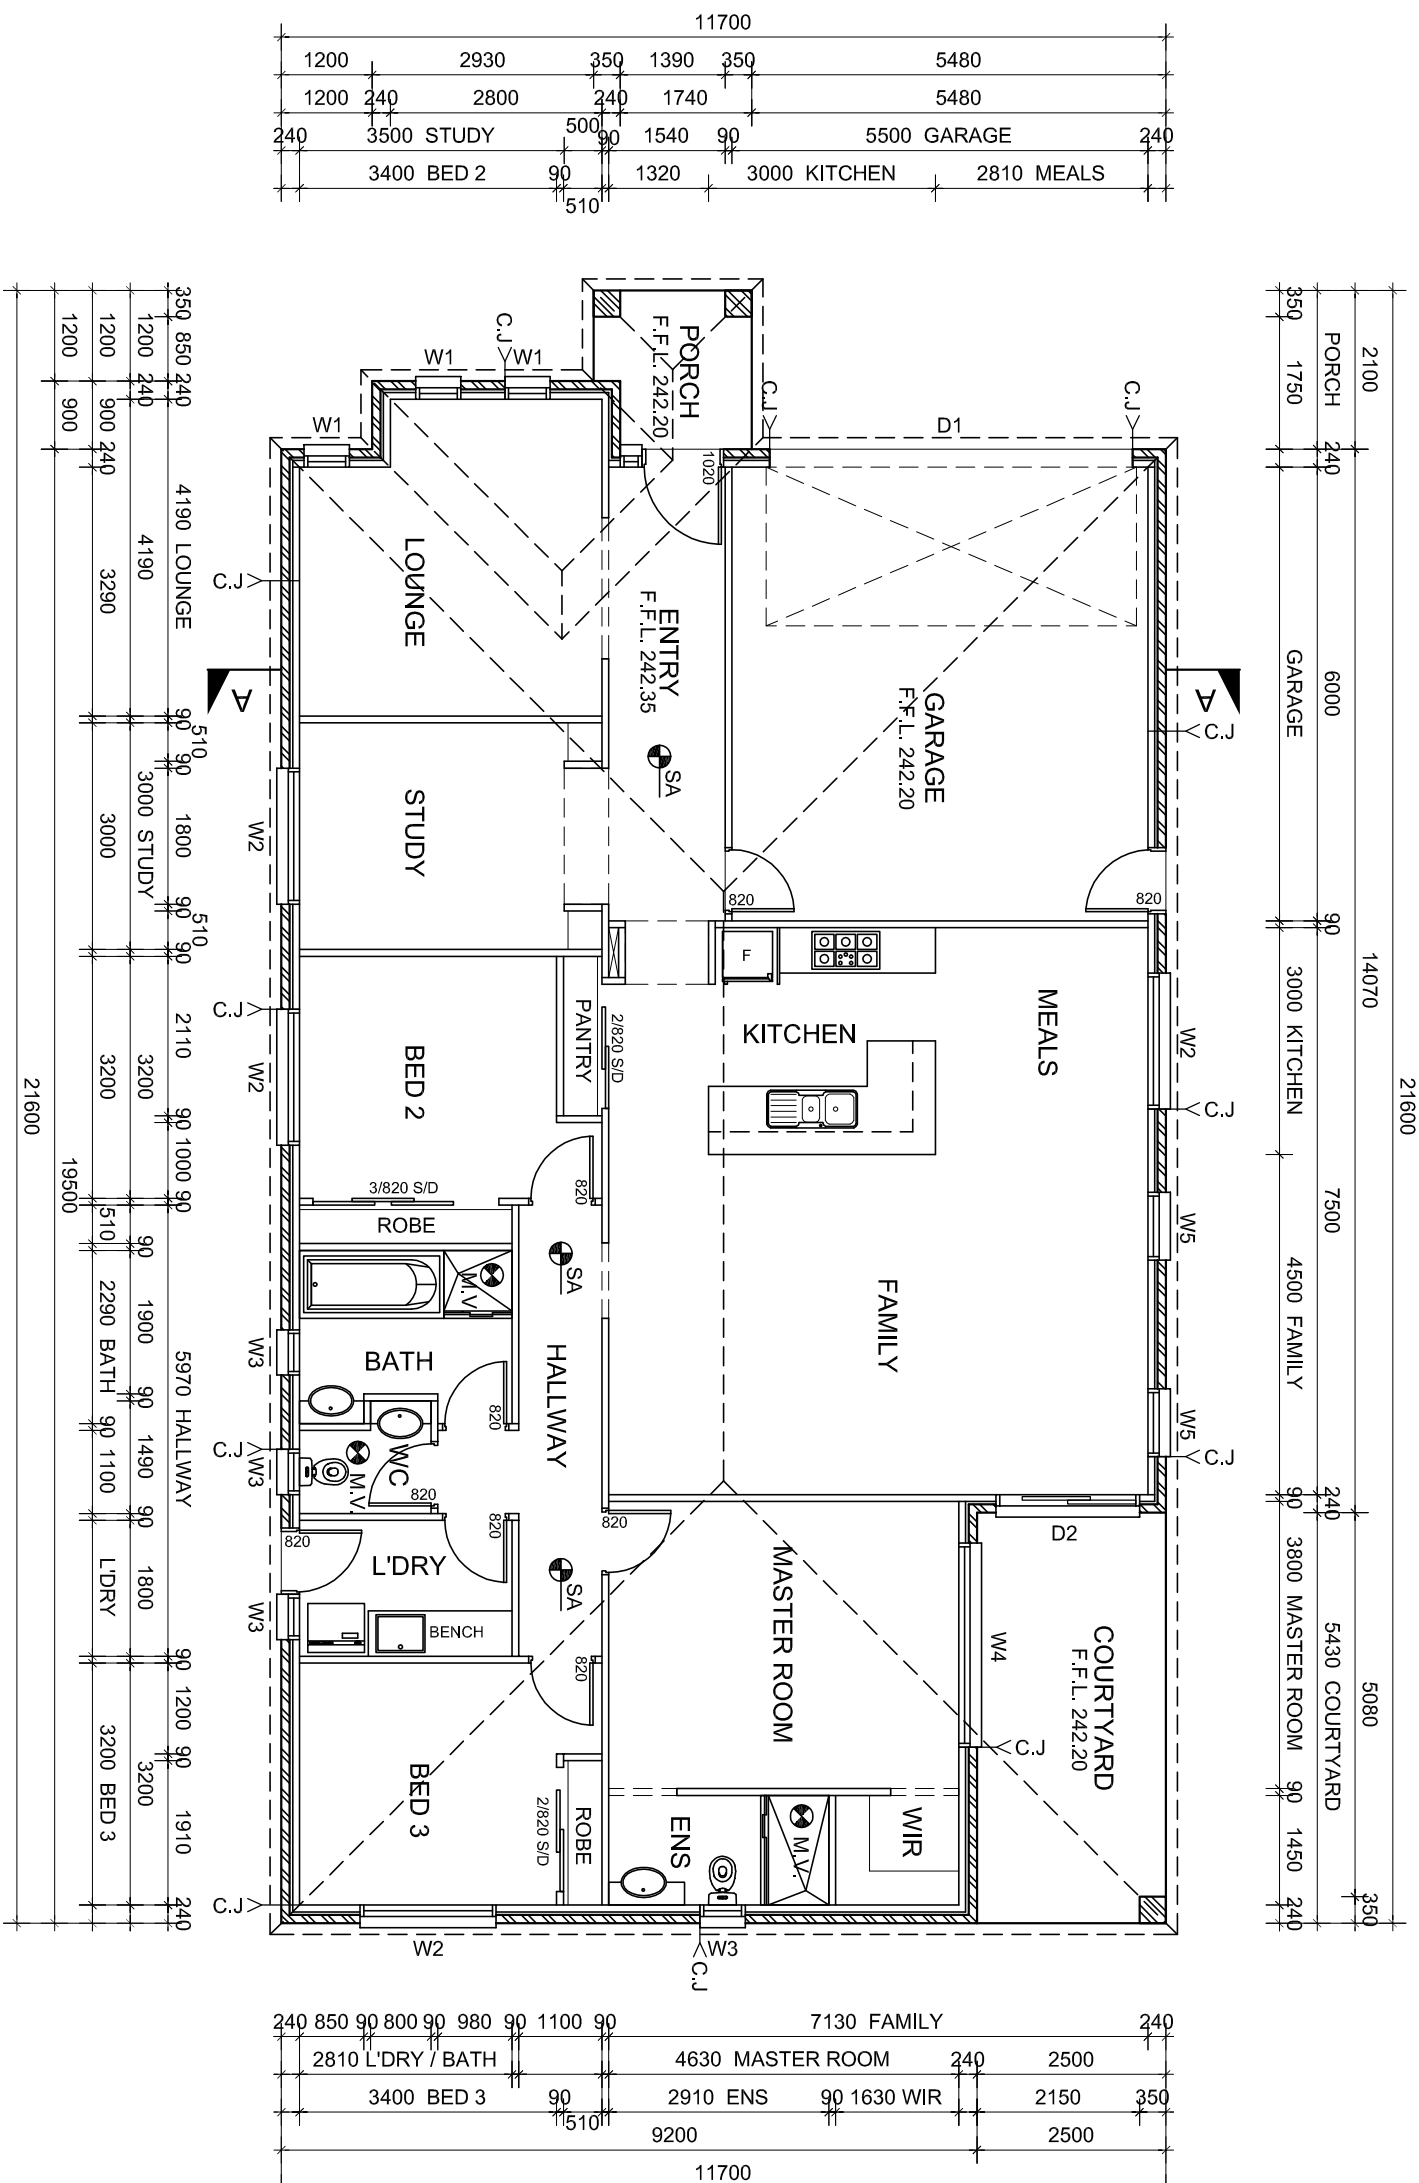 11700
1200 2930 350 1390 350 5480
1200 240 2800 240 1740 5480
240 3500 STUDY 500 90 1540 90 5500 GARAGE 240
3400 BED 2 90 1320 3000 KITCHEN 2810 MEALS
510
350 850 240 4190 LOUNGE 90 510 90 1800 90 510 90 2110 90 1000 90 5970 HALLWAY 90 1200 90 1910 240
1200 240 4190 3000 STUDY 3200 90 1900 90 1490 90 1800 3200
1200 900 240 3290 3000 3200 510 2290 BATH 90 1100 L'DRY 3200 BED 3
1200 900 19500
21600
350 1750 240 GARAGE 3000 KITCHEN 4500 FAMILY 90 3800 MASTER ROOM 90 1450 240
PORCH 6000 90 7500 240 5430 COURTYARD
2100 14070 5080 350
21600
PORCH
F.F.L. 242.20
C.J
W1
W1
W1
C.J
C.J
D1
1020
LOUNGE
C.J
ENTRY
F.F.L. 242.35
GARAGE
F.F.L. 242.20
A
A
C.J
SA
STUDY
W2
820
820
F
MEALS
KITCHEN
W2
C.J
PANTRY
2/820 S/D
C.J
BED 2
W2
820
3/820 S/D
ROBE
W5
M.V
SA
FAMILY
BATH
W3
HALLWAY
820
W5
C.J
WC
C.J
W3
M.V.
820
820
820
820
D2
L'DRY
SA
MASTER ROOM
W3
BENCH
820
W4
COURTYARD
F.F.L. 242.20
C.J
BED 3
2/820 S/D
ROBE
ENS
M.V.
WIR
C.J
W2
W3
C.J
240 850 90 800 90 980 90 1100 90 7130 FAMILY 240
2810 L'DRY / BATH 4630 MASTER ROOM 240 2500
3400 BED 3 90 2910 ENS 90 1630 WIR 2150 350
510
9200 2500
11700